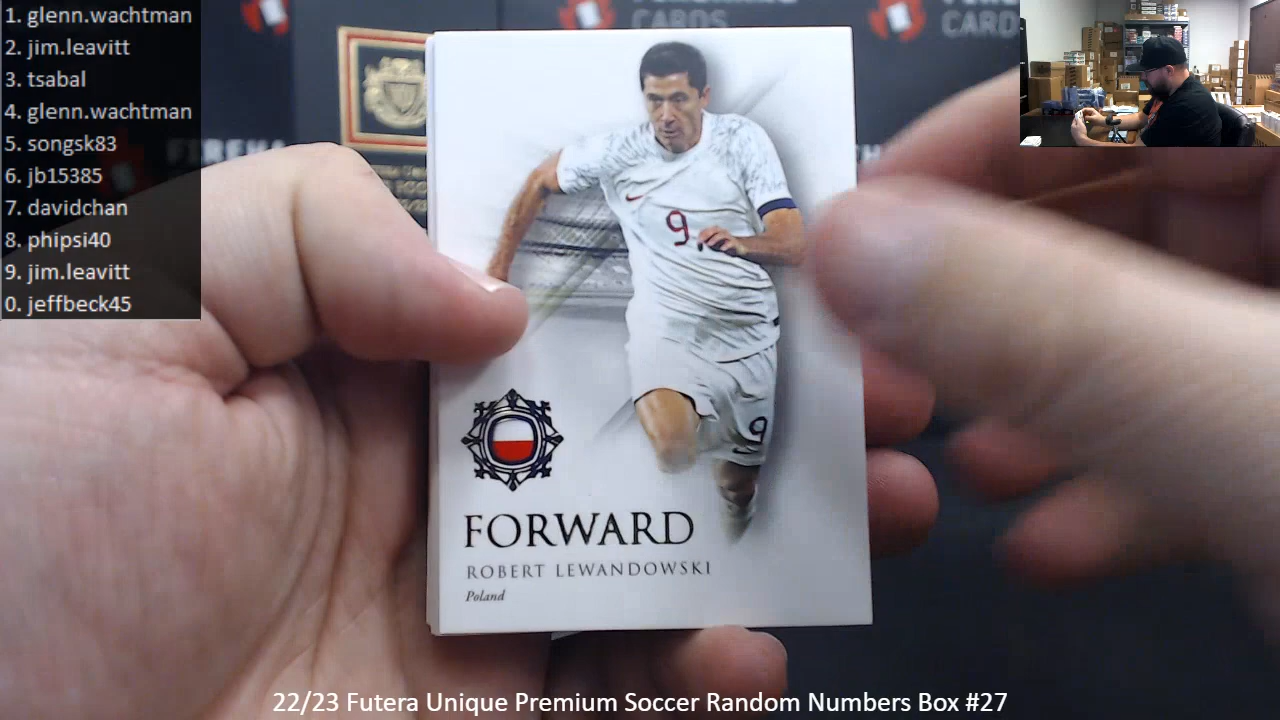 1. glenn.wachtman
2. jim.leavitt
3. tsabal
4. glenn.wachtman
5. songsk83
6. jb15385
7. davidchan
8. phipsi40
9. jim.leavitt
0. jeffbeck45
CARDS
CARD
9
9
FORWARD
ROBERT LEWANDOWSKI
Poland
22/23 Futera Unique Premium Soccer Random Numbers Box #27